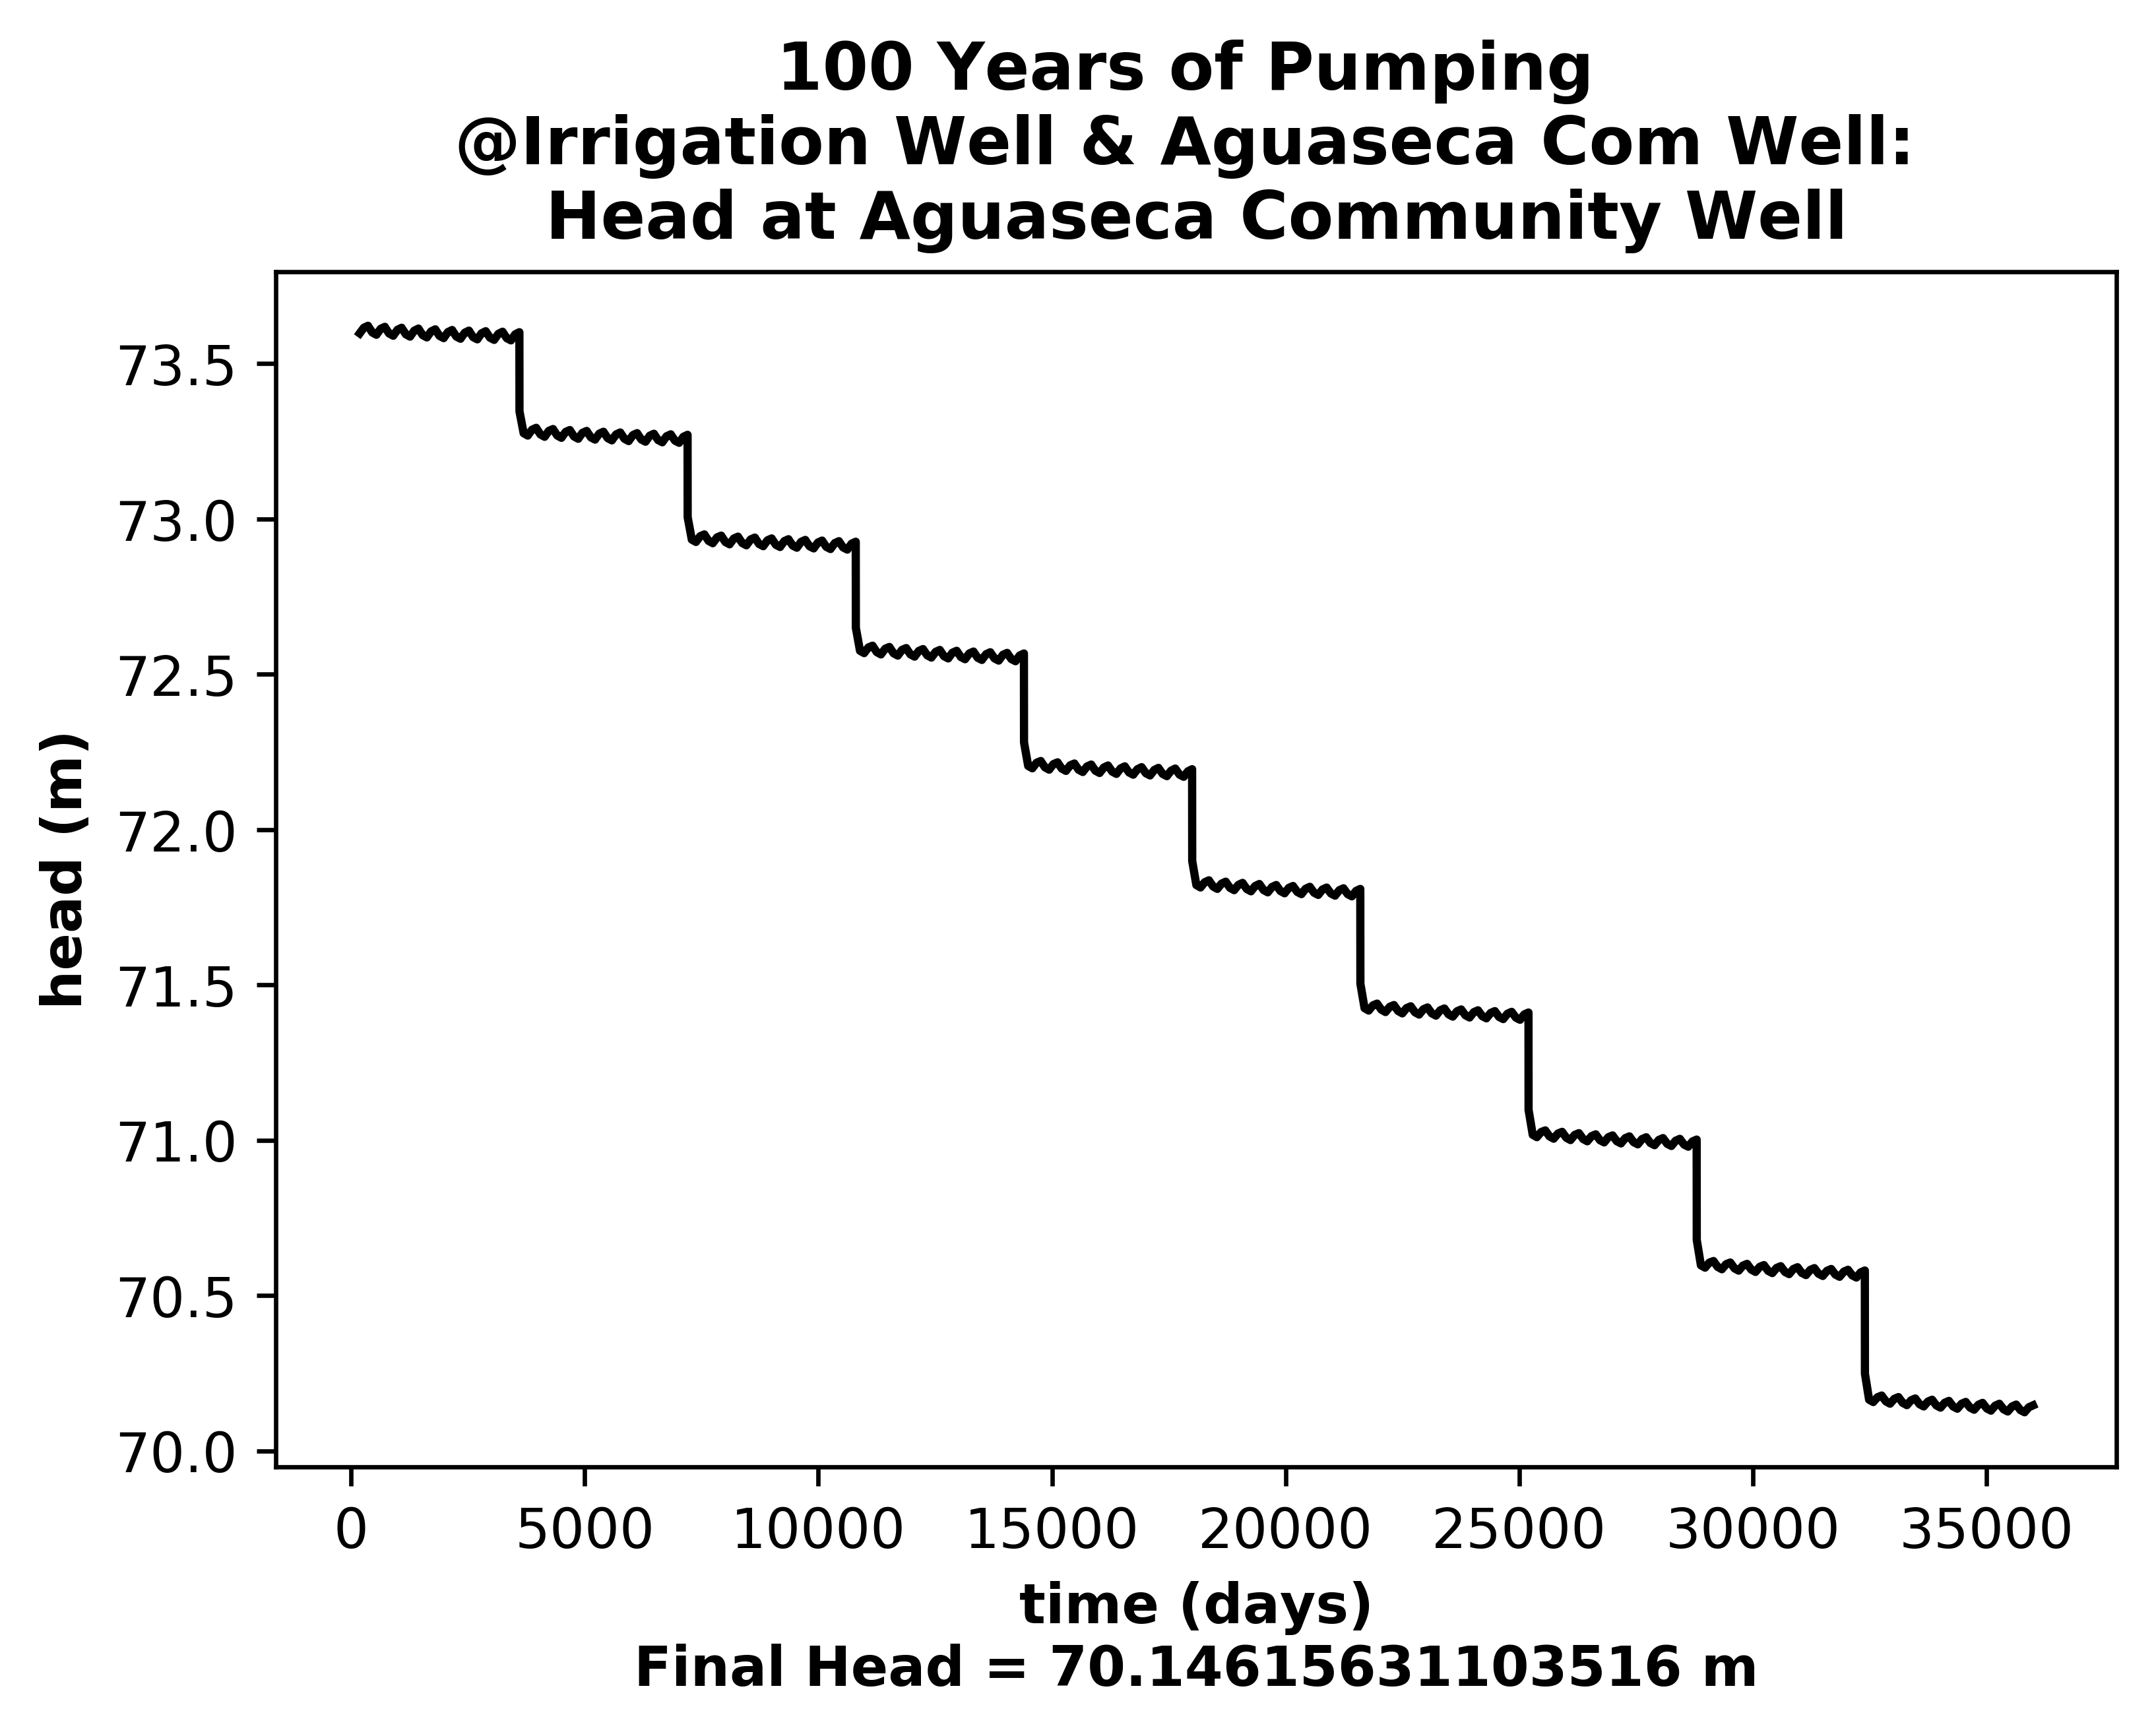 100 Years of Pumping
@Irrigation Well & Aguaseca Com Well:
Head at Aguaseca Community Well
head (m)
73.5
73.0
72.5
72.0
71.5
71.0
70.5
70.0
0 5000 10000 15000 20000 25000 30000 35000
time (days)
Final Head = 70.14615631103516 m